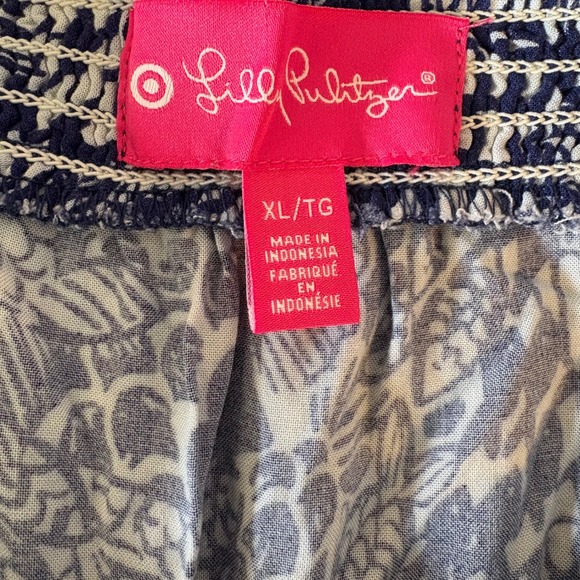 Lilly Pulitzer®
XL/TG
MADE IN
INDONESIA
FABRIQUÉ
EN
INDONÉSIE